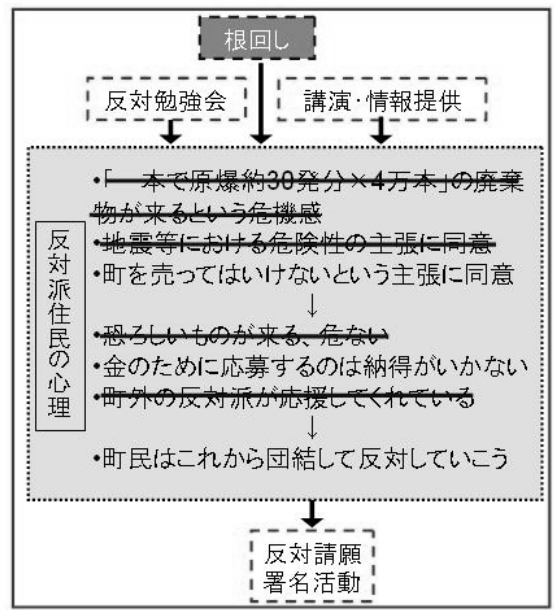 根回し
反対勉強会
講演・情報提供
反対派住民の心理
・「一本で原爆約30発分×4万本」の廃棄
物が来るという危機感
・地震等における危険性の主張に同意
・町を売ってはいけないという主張に同意
↓
・恐ろしいものが来る、危ない
・金のために応募するのは納得がいかない
・町外の反対派が応援してくれている
↓
・町民はこれから団結して反対していこう
反対請願
署名活動